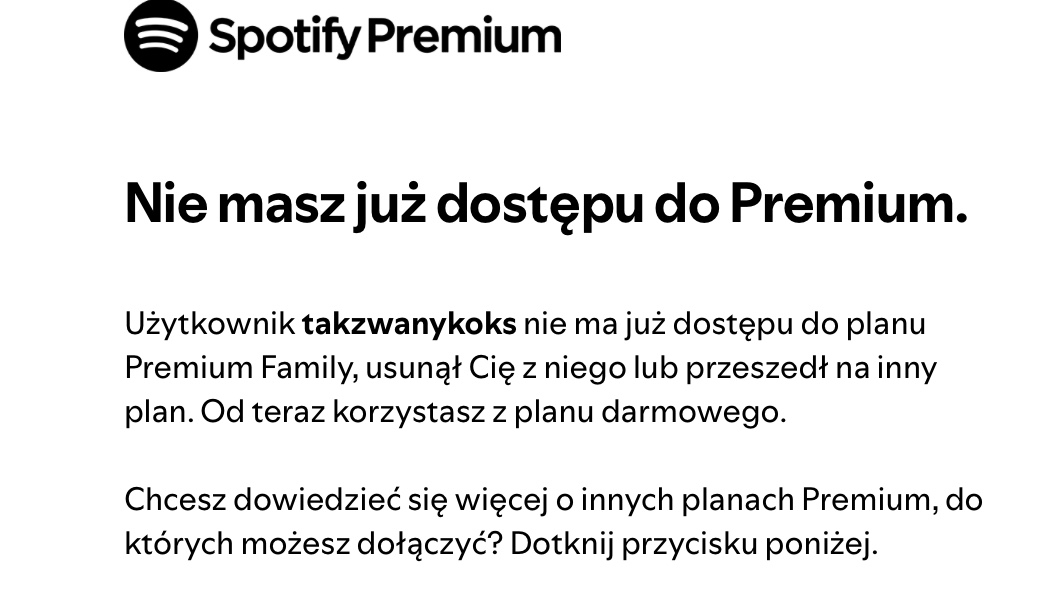 Spotify Premium
Nie masz już dostępu do Premium.
Użytkownik takzwanykoks nie ma już dostępu do planu
Premium Family, usunął Cię z niego lub przeszedł na inny
plan. Od teraz korzystasz z planu darmowego.
Chcesz dowiedzieć się więcej o innych planach Premium, do
których możesz dołączyć? Dotknij przycisku poniżej.